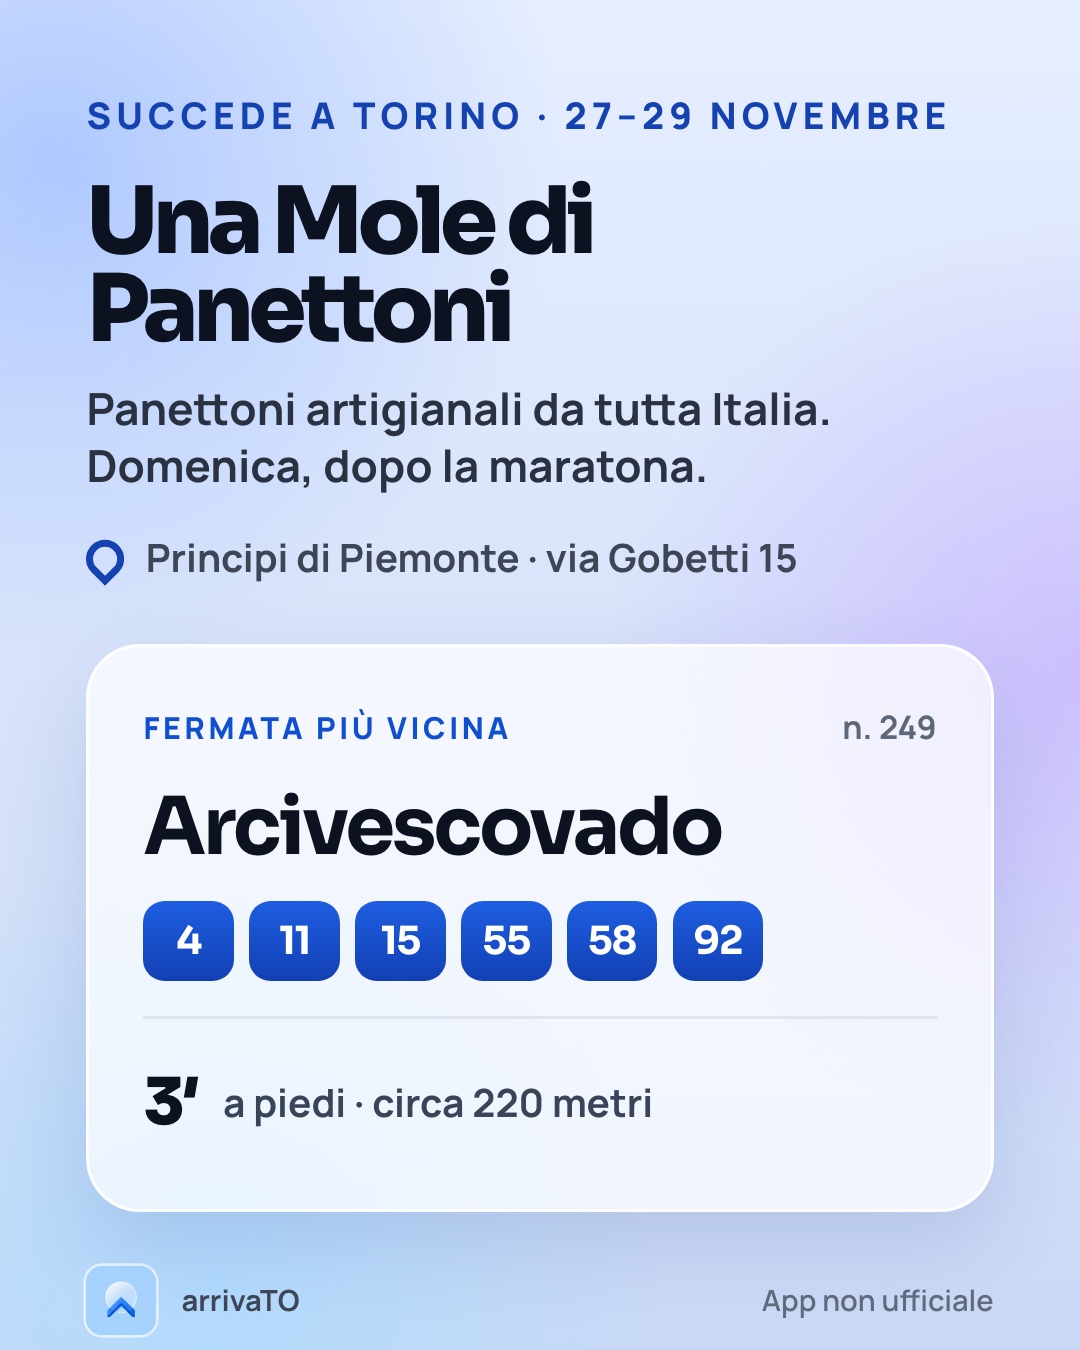 SUCCEDE A TORINO · 27–29 NOVEMBRE
Una Mole di
Panettoni
Panettoni artigianali da tutta Italia.
Domenica, dopo la maratona.
Principi di Piemonte · via Gobetti 15
FERMATA PIÙ VICINA n. 249
Arcivescovado
4 11 15 55 58 92
3′ a piedi · circa 220 metri
arrivaTO App non ufficiale